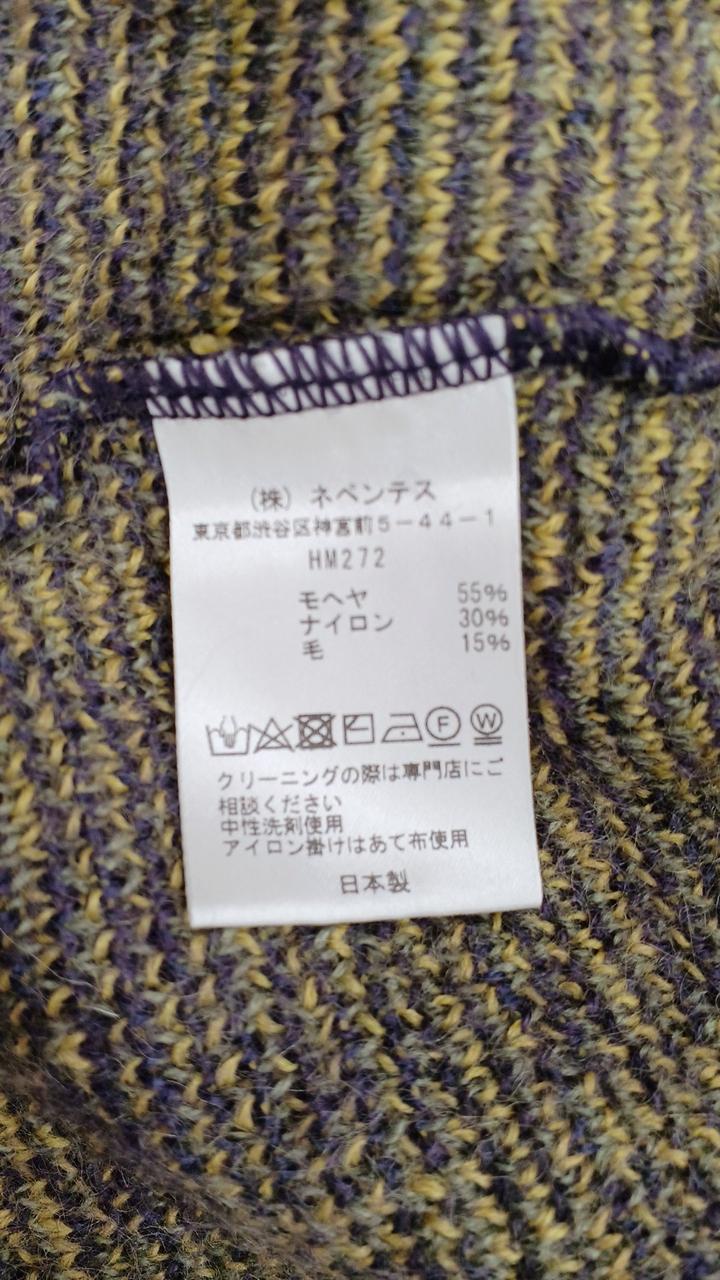 （株）ネペンテス
東京都渋谷区神宮前５－４４－１
HM272
モヘヤ 55%
ナイロン 30%
毛 15%
F W
クリーニングの際は専門店にご
相談ください
中性洗剤使用
アイロン掛けはあて布使用
日本製